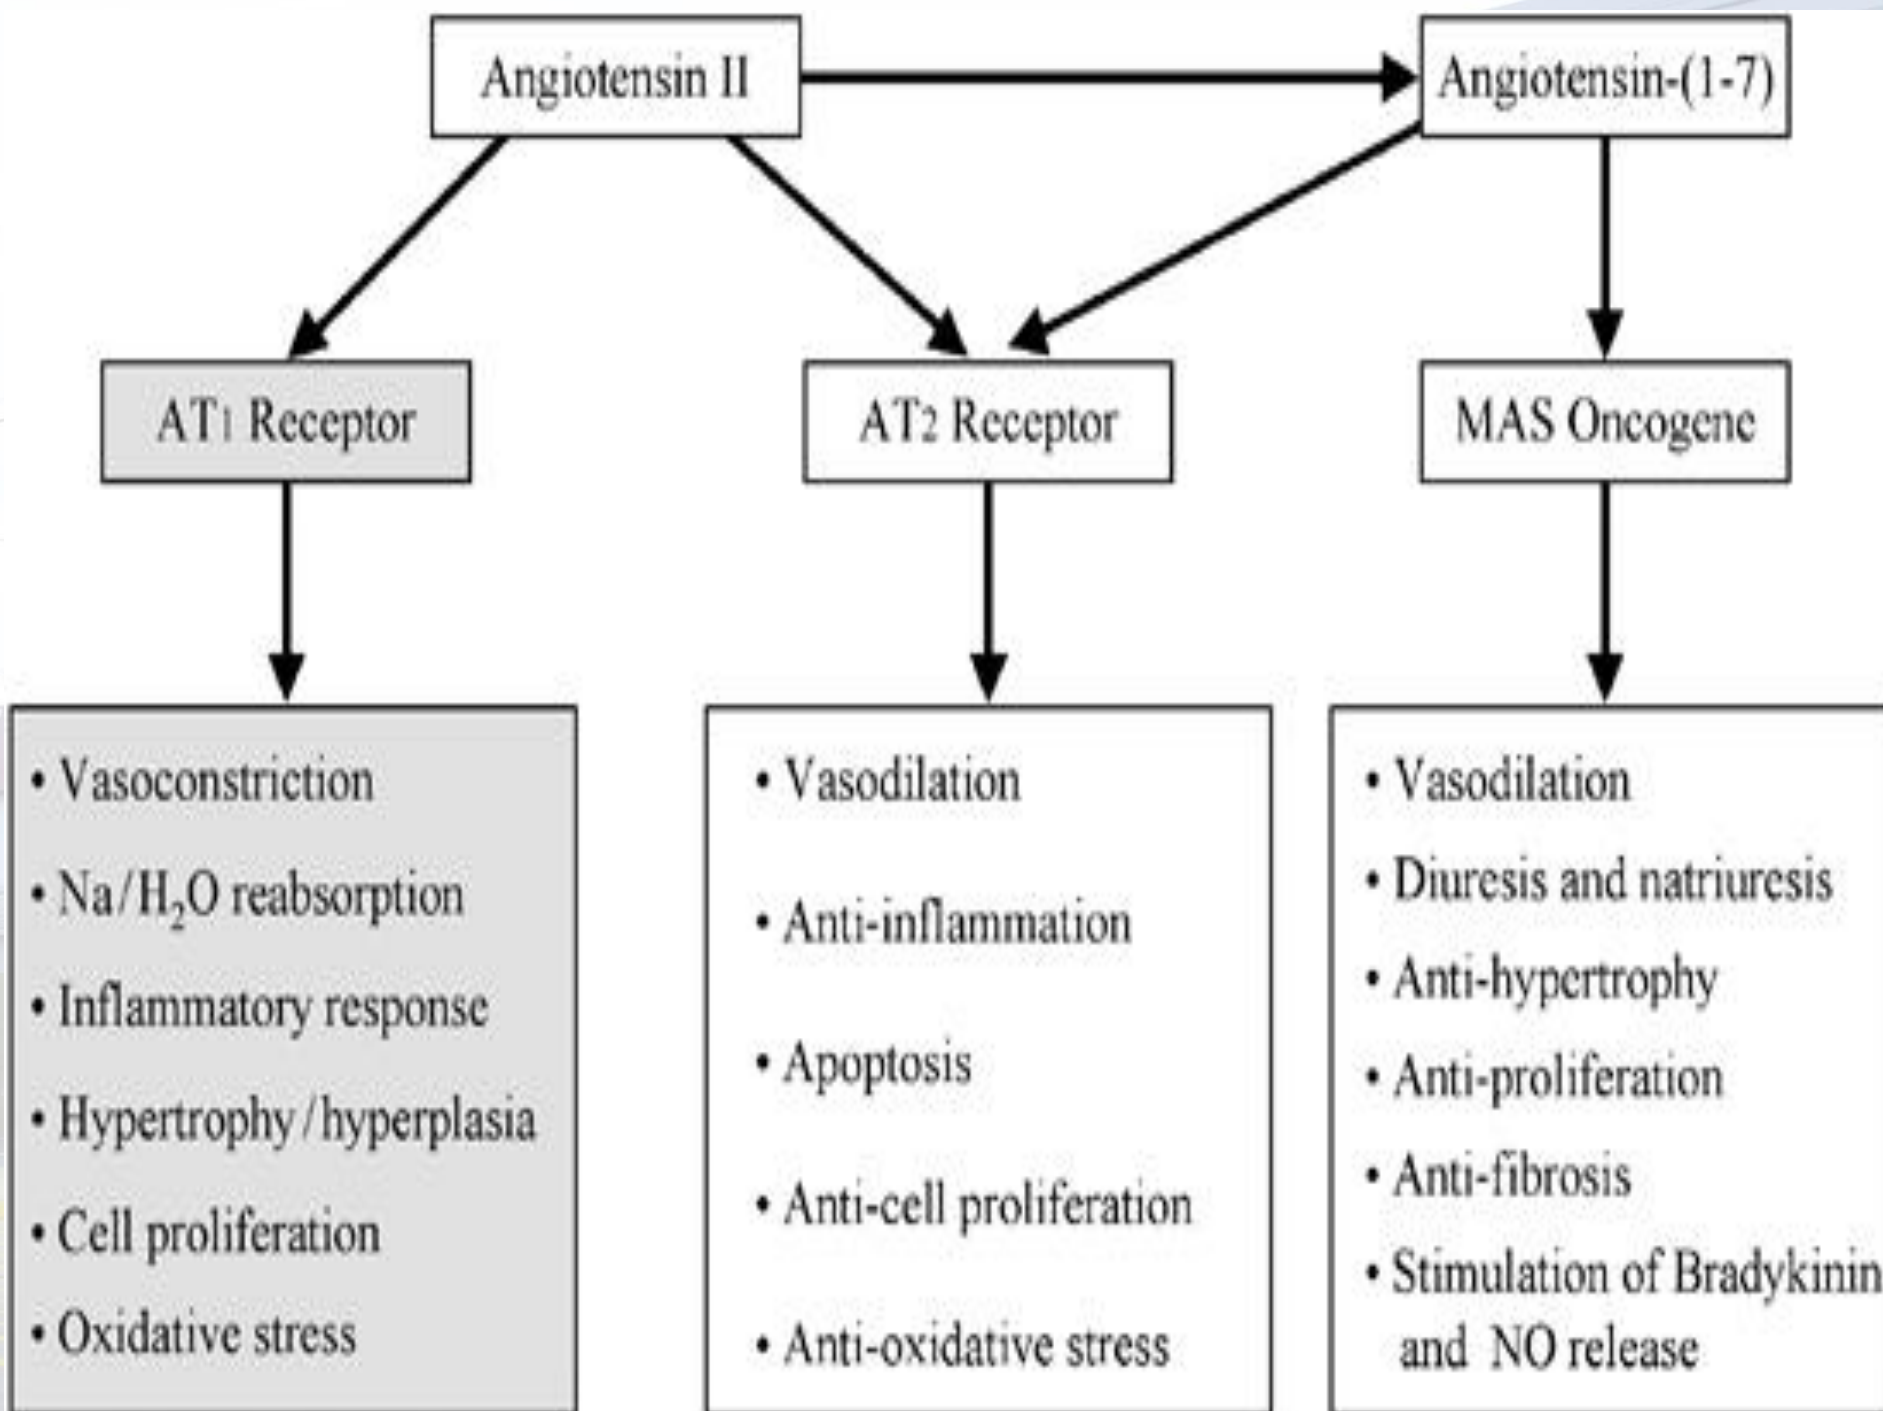 Angiotensin II
Angiotensin-(1-7)
AT1 Receptor
AT2 Receptor
MAS Oncogene
• Vasoconstriction
• Na/H₂O reabsorption
• Inflammatory response
• Hypertrophy/hyperplasia
• Cell proliferation
• Oxidative stress
• Vasodilation
• Anti-inflammation
• Apoptosis
• Anti-cell proliferation
• Anti-oxidative stress
• Vasodilation
• Diuresis and natriuresis
• Anti-hypertrophy
• Anti-proliferation
• Anti-fibrosis
• Stimulation of Bradykinin
and NO release